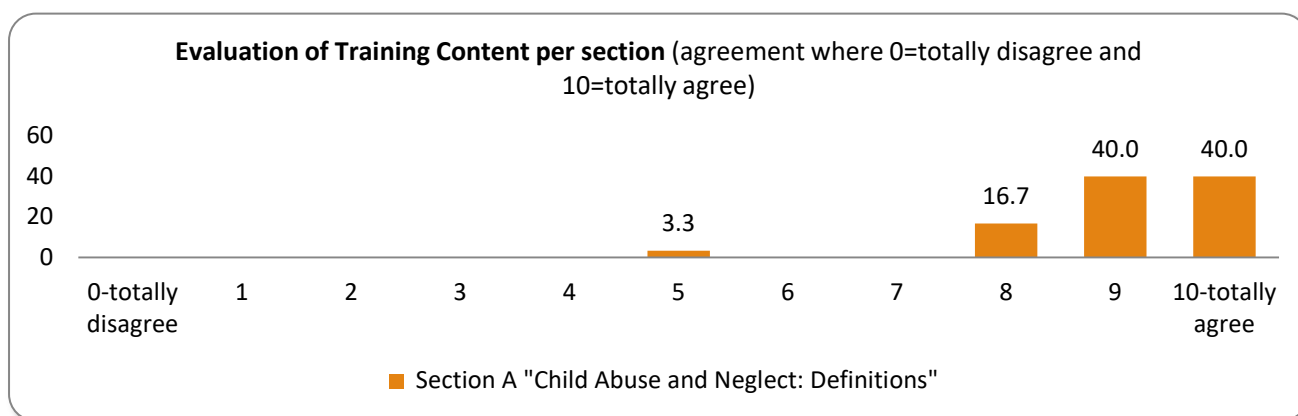 Evaluation of Training Content per section (agreement where 0=totally disagree and
10=totally agree)
60
40
20
0
3.3
16.7
40.0
40.0
0-totally
disagree
1
2
3
4
5
6
7
8
9
10-totally
agree
Section A "Child Abuse and Neglect: Definitions"